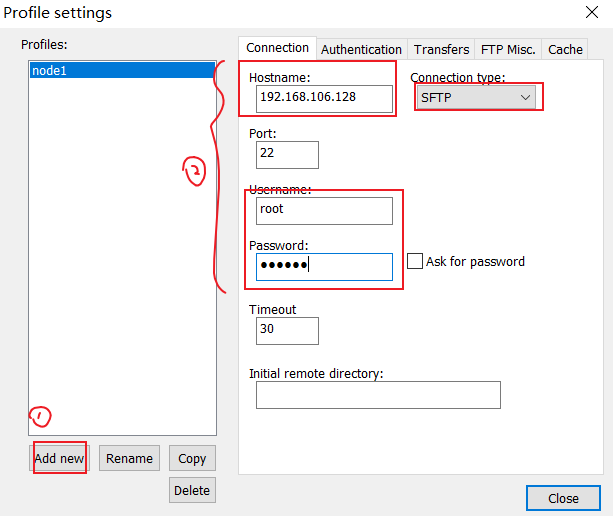 Profile settings
Profiles:
node1
Add new
Rename
Copy
Delete
Connection
Authentication
Transfers
FTP Misc.
Cache
Hostname:
192.168.106.128
Connection type:
SFTP
Port:
22
Username:
root
Password:
●●●●●●
Ask for password
Timeout
30
Initial remote directory:
Close
1
2